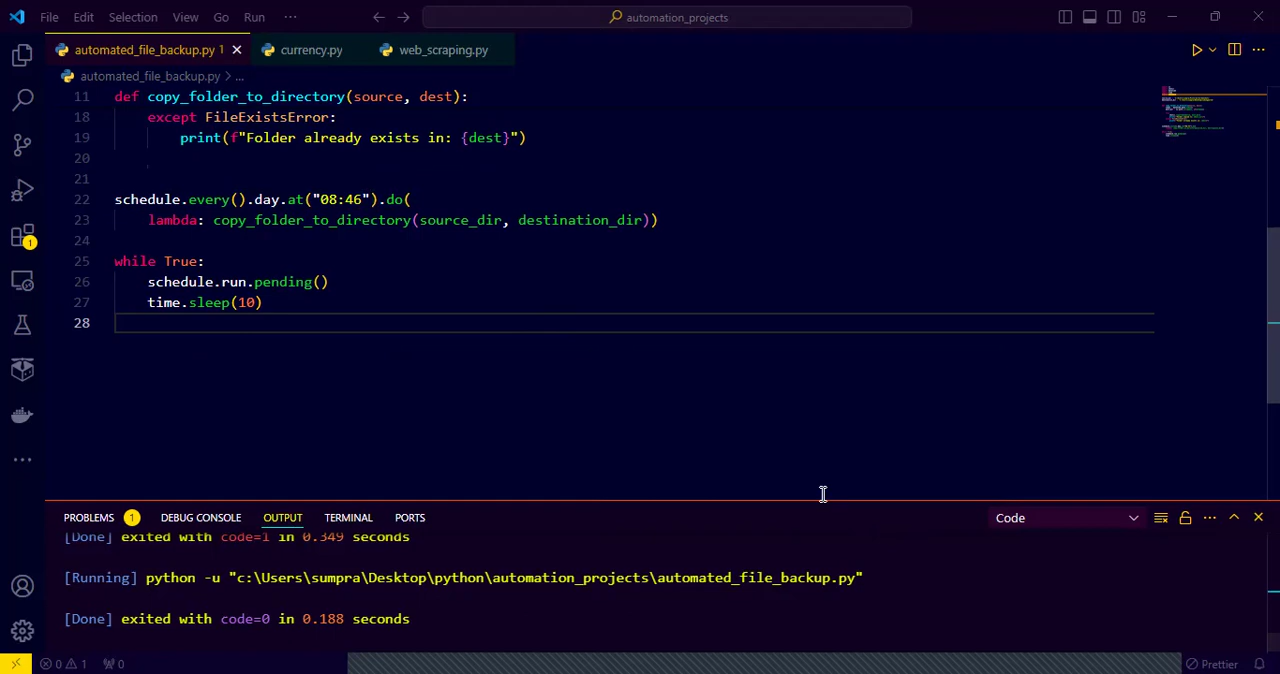 File Edit Selection View Go Run ··· automation_projects
automated_file_backup.py 1 currency.py web_scraping.py
automated_file_backup.py > ...
11 def copy_folder_to_directory(source, dest):
18 except FileExistsError:
19 print(f"Folder already exists in: {dest}")
20
21
22 schedule.every().day.at("08:46").do(
23 lambda: copy_folder_to_directory(source_dir, destination_dir))
24
25 while True:
26 schedule.run.pending()
27 time.sleep(10)
28
1
PROBLEMS 1 DEBUG CONSOLE OUTPUT TERMINAL PORTS Code
[Done] exited with code=1 in 0.349 seconds
[Running] python -u "c:\Users\sumpra\Desktop\python\automation_projects\automated_file_backup.py"
[Done] exited with code=0 in 0.188 seconds
0 1 0 Prettier